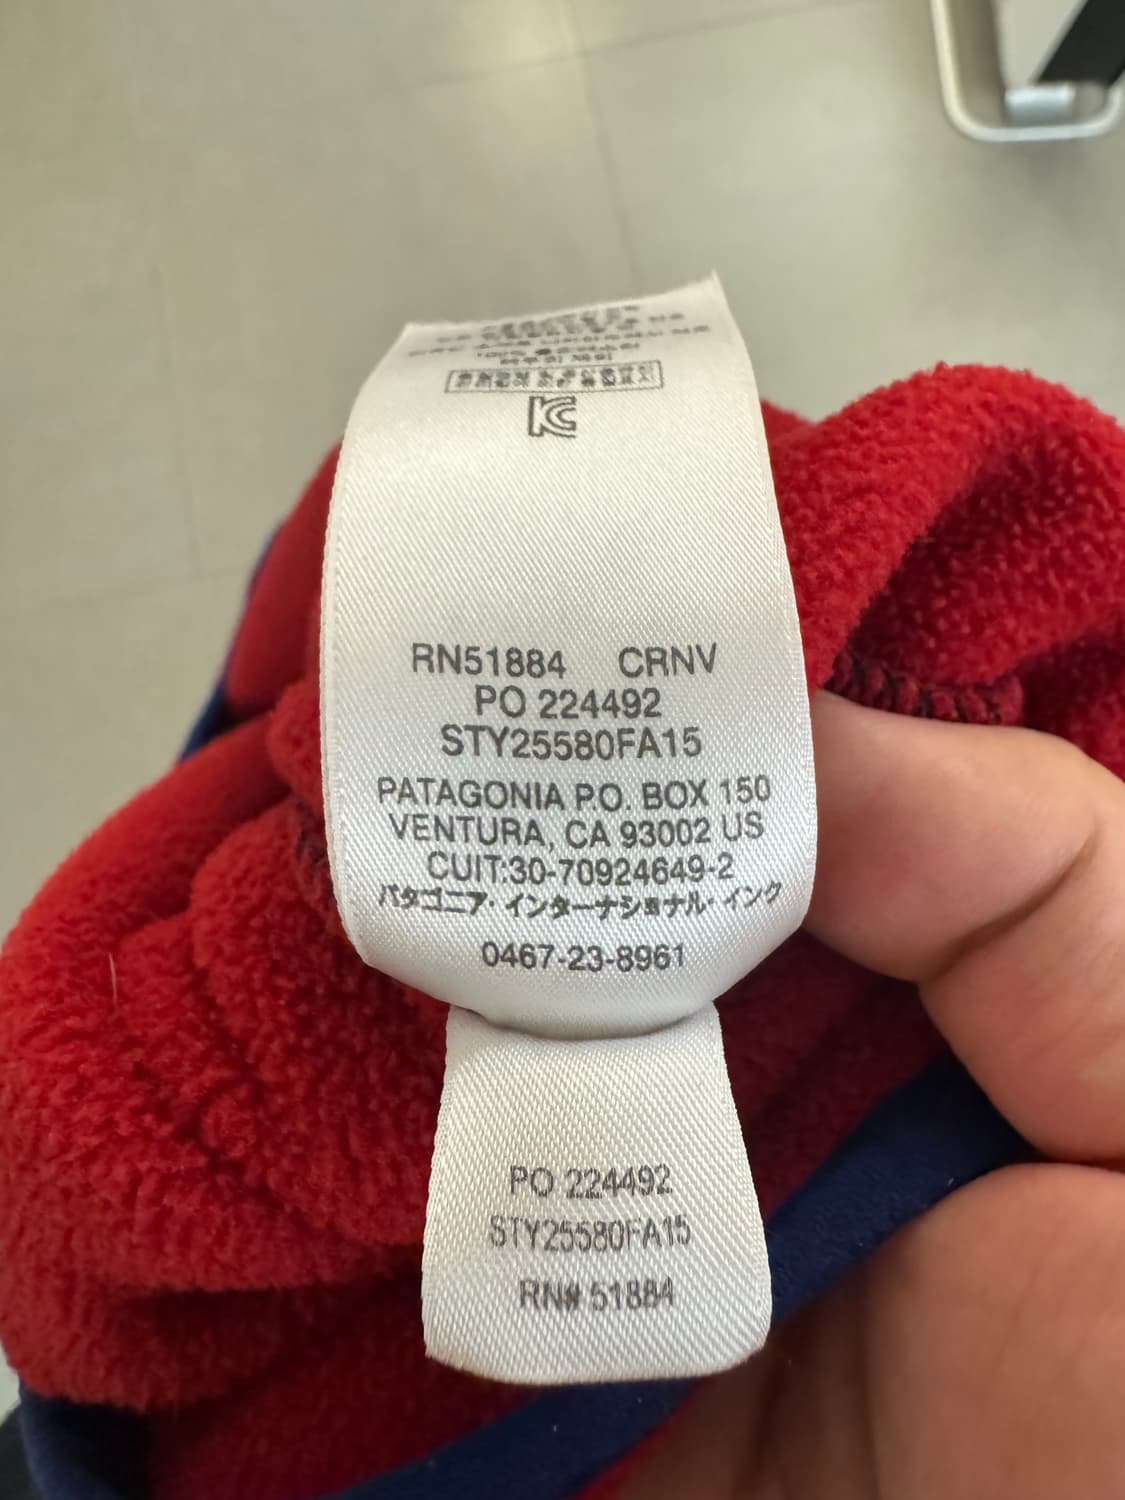 KC
RN51884 CRNV
PO 224492
STY25580FA15
PATAGONIA P.O. BOX 150
VENTURA, CA 93002 US
CUIT:30-70924649-2
パタゴニア・インターナショナル・インク
0467-23-8961
PO 224492
STY25580FA15
RN# 51884